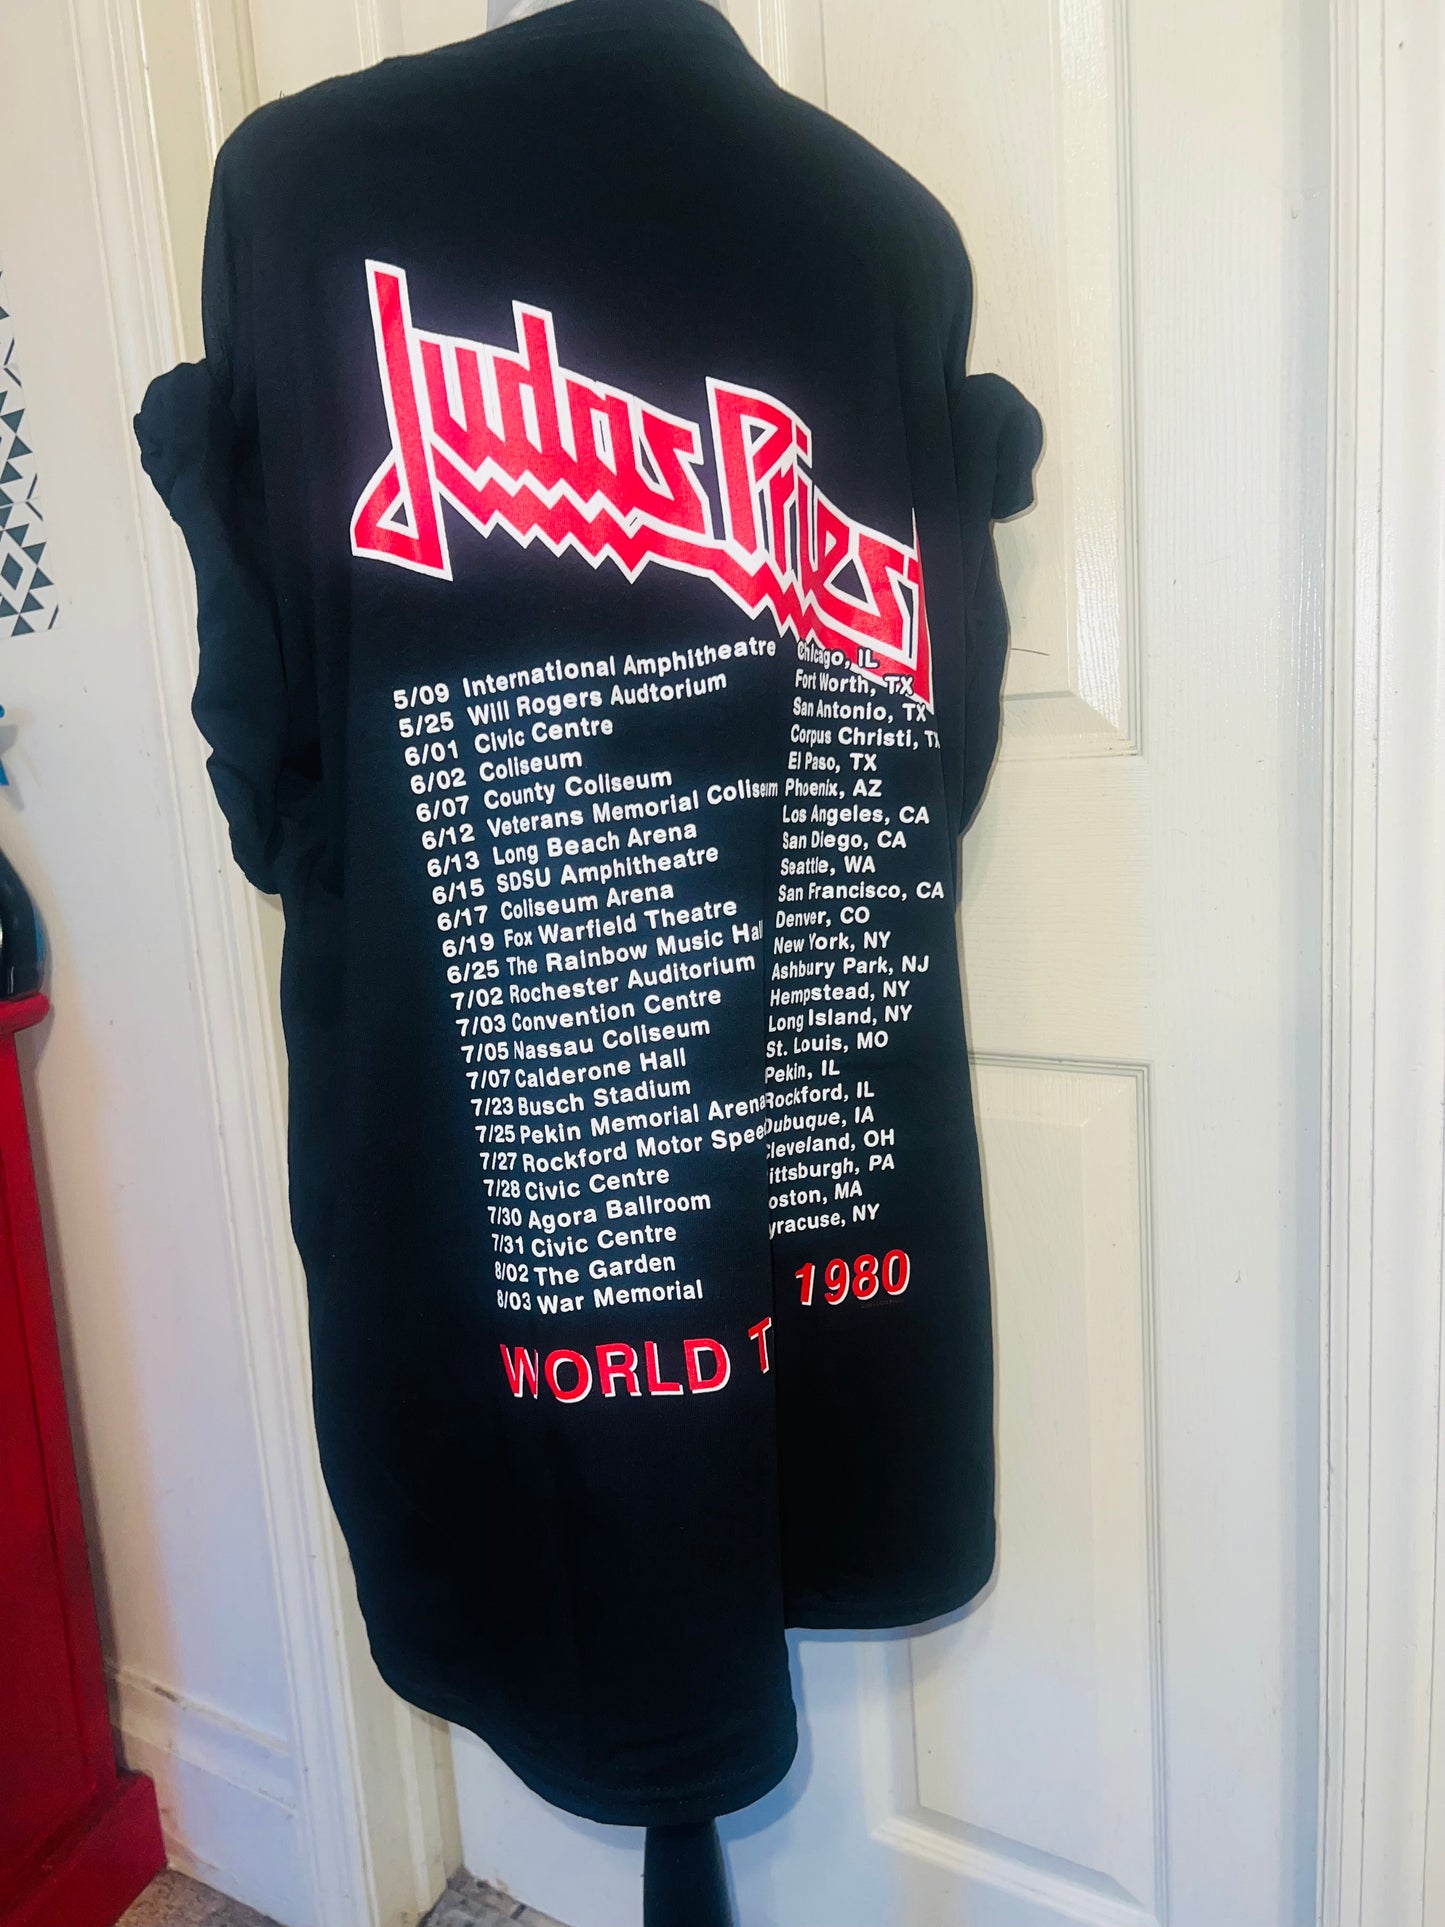 Judas Priest
5/09 International Amphitheatre Chicago, IL
5/25 Will Rogers Audtorium Fort Worth, TX
6/01 Civic Centre San Antonio, TX
6/02 Coliseum Corpus Christi, TX
6/07 County Coliseum El Paso, TX
6/12 Veterans Memorial Coliseum Phoenix, AZ
6/13 Long Beach Arena Los Angeles, CA
6/15 SDSU Amphitheatre San Diego, CA
6/17 Coliseum Arena Seattle, WA
6/19 Fox Warfield Theatre San Francisco, CA
6/25 The Rainbow Music Hal Denver, CO
7/02 Rochester Auditorium New York, NY
7/03 Convention Centre Ashbury Park, NJ
7/05 Nassau Coliseum Hempstead, NY
7/07 Calderone Hall Long Island, NY
7/23 Busch Stadium St. Louis, MO
7/25 Pekin Memorial Arena Pekin, IL
7/27 Rockford Motor Spee Rockford, IL
7/28 Civic Centre Dubuque, IA
7/30 Agora Ballroom Cleveland, OH
7/31 Civic Centre ittsburgh, PA
8/02 The Garden oston, MA
8/03 War Memorial yracuse, NY
WORLD T 1980